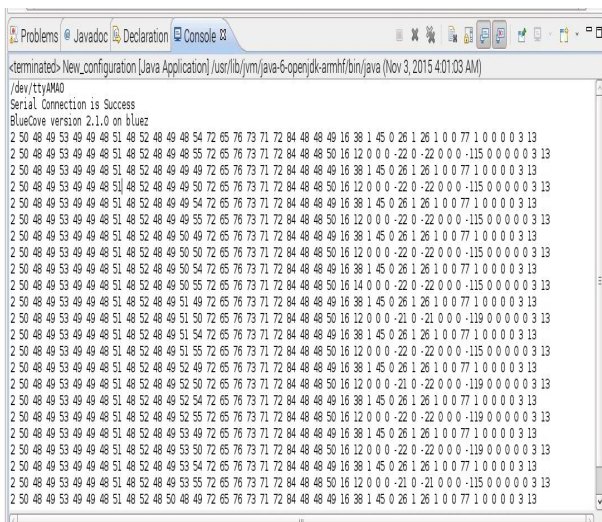 Problems @ Javadoc Declaration Console
<terminated> New_configuration [Java Application] /usr/lib/jvm/java-6-openjdk-armhf/bin/java (Nov 3, 2015 4:01:03 AM)
/dev/ttyAMA0
Serial Connection is Success
BlueCove version 2.1.0 on bluez
2 50 48 49 53 49 49 48 51 48 52 48 49 48 54 72 65 76 73 71 72 84 48 48 49 16 38 1 45 0 26 1 26 1 0 0 77 1 0 0 0 0 3 13
2 50 48 49 53 49 49 48 51 48 52 48 49 48 55 72 65 76 73 71 72 84 48 48 50 16 12 0 0 0 -22 0 -22 0 0 0 -115 0 0 0 0 0 3 13
2 50 48 49 53 49 49 48 51 48 52 48 49 49 49 72 65 76 73 71 72 84 48 48 49 16 38 1 45 0 26 1 26 1 0 0 77 1 0 0 0 0 3 13
2 50 48 49 53 49 49 48 51 48 52 48 49 49 50 72 65 76 73 71 72 84 48 48 50 16 12 0 0 0 -22 0 -22 0 0 0 -115 0 0 0 0 0 3 13
2 50 48 49 53 49 49 48 51 48 52 48 49 49 54 72 65 76 73 71 72 84 48 48 49 16 38 1 45 0 26 1 26 1 0 0 77 1 0 0 0 0 3 13
2 50 48 49 53 49 49 48 51 48 52 48 49 49 55 72 65 76 73 71 72 84 48 48 50 16 12 0 0 0 -22 0 -22 0 0 0 -115 0 0 0 0 0 3 13
2 50 48 49 53 49 49 48 51 48 52 48 49 50 49 72 65 76 73 71 72 84 48 48 49 16 38 1 45 0 26 1 26 1 0 0 77 1 0 0 0 0 3 13
2 50 48 49 53 49 49 48 51 48 52 48 49 50 50 72 65 76 73 71 72 84 48 48 50 16 12 0 0 0 -22 0 -22 0 0 0 -115 0 0 0 0 0 3 13
2 50 48 49 53 49 49 48 51 48 52 48 49 50 54 72 65 76 73 71 72 84 48 48 49 16 38 1 45 0 26 1 26 1 0 0 77 1 0 0 0 0 3 13
2 50 48 49 53 49 49 48 51 48 52 48 49 50 55 72 65 76 73 71 72 84 48 48 50 16 14 0 0 0 -22 0 -22 0 0 0 -115 0 0 0 0 0 3 13
2 50 48 49 53 49 49 48 51 48 52 48 49 51 49 72 65 76 73 71 72 84 48 48 49 16 38 1 45 0 26 1 26 1 0 0 77 1 0 0 0 0 3 13
2 50 48 49 53 49 49 48 51 48 52 48 49 51 50 72 65 76 73 71 72 84 48 48 50 16 12 0 0 0 -21 0 -21 0 0 0 -119 0 0 0 0 0 3 13
2 50 48 49 53 49 49 48 51 48 52 48 49 51 54 72 65 76 73 71 72 84 48 48 49 16 38 1 45 0 26 1 26 1 0 0 77 1 0 0 0 0 3 13
2 50 48 49 53 49 49 48 51 48 52 48 49 51 55 72 65 76 73 71 72 84 48 48 50 16 12 0 0 0 -22 0 -22 0 0 0 -115 0 0 0 0 0 3 13
2 50 48 49 53 49 49 48 51 48 52 48 49 52 49 72 65 76 73 71 72 84 48 48 49 16 38 1 45 0 26 1 26 1 0 0 77 1 0 0 0 0 3 13
2 50 48 49 53 49 49 48 51 48 52 48 49 52 50 72 65 76 73 71 72 84 48 48 50 16 12 0 0 0 -21 0 -22 0 0 0 -119 0 0 0 0 0 3 13
2 50 48 49 53 49 49 48 51 48 52 48 49 52 54 72 65 76 73 71 72 84 48 48 49 16 38 1 45 0 26 1 26 1 0 0 77 1 0 0 0 0 3 13
2 50 48 49 53 49 49 48 51 48 52 48 49 52 55 72 65 76 73 71 72 84 48 48 50 16 12 0 0 0 -22 0 -22 0 0 0 -119 0 0 0 0 0 3 13
2 50 48 49 53 49 49 48 51 48 52 48 49 53 49 72 65 76 73 71 72 84 48 48 49 16 38 1 45 0 26 1 26 1 0 0 77 1 0 0 0 0 3 13
2 50 48 49 53 49 49 48 51 48 52 48 49 53 50 72 65 76 73 71 72 84 48 48 50 16 12 0 0 0 -22 0 -22 0 0 0 -119 0 0 0 0 0 3 13
2 50 48 49 53 49 49 48 51 48 52 48 49 53 54 72 65 76 73 71 72 84 48 48 49 16 38 1 45 0 26 1 26 1 0 0 77 1 0 0 0 0 3 13
2 50 48 49 53 49 49 48 51 48 52 48 49 53 55 72 65 76 73 71 72 84 48 48 50 16 12 0 0 0 -21 0 -21 0 0 0 -115 0 0 0 0 0 3 13
2 50 48 49 53 49 49 48 51 48 52 48 50 48 49 72 65 76 73 71 72 84 48 48 49 16 38 1 45 0 26 1 26 1 0 0 77 1 0 0 0 0 3 13